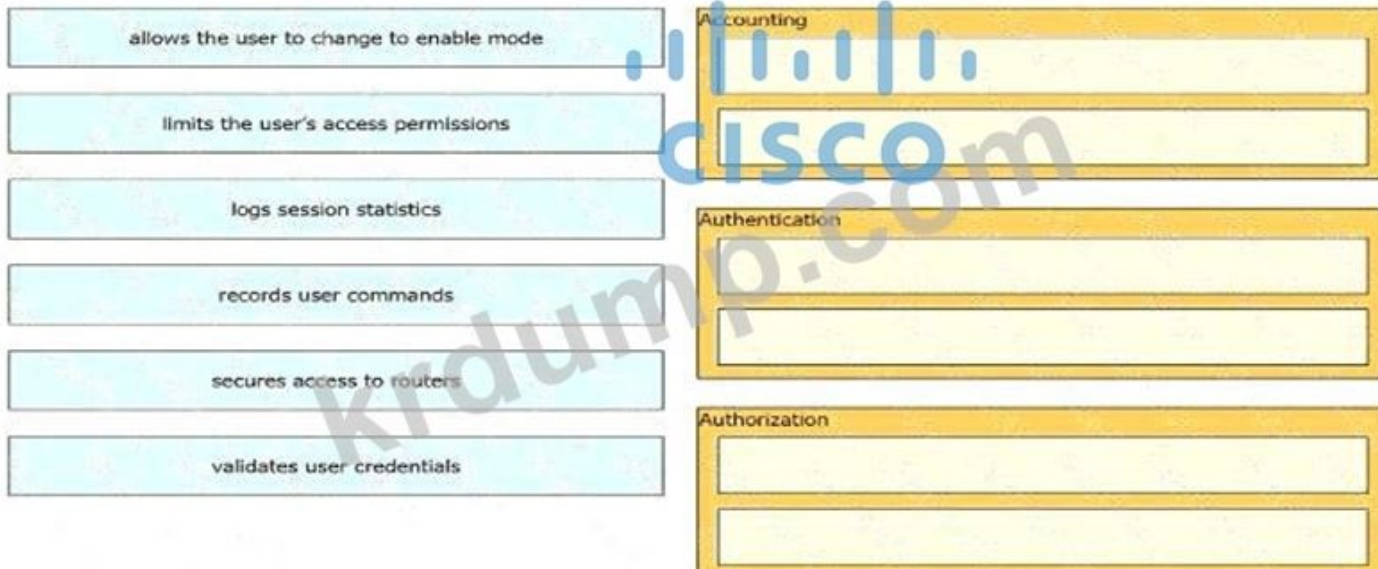 allows the user to change to enable mode
limits the user's access permissions
logs session statistics
records user commands
secures access to routers
validates user credentials
Accounting
Authentication
Authorization
CISCO
krdump.com